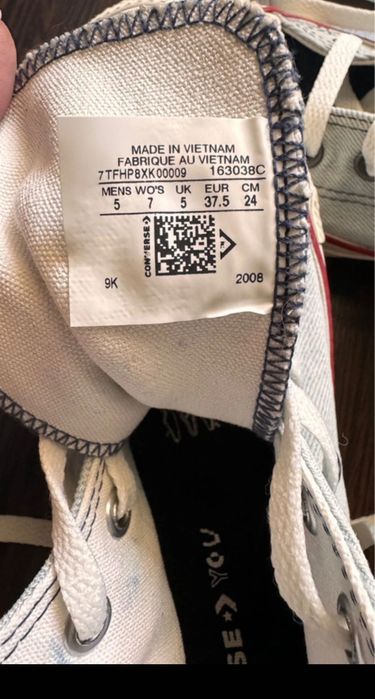 MADE IN VIETNAM
FABRIQUE AU VIETNAM
7TFHP8XK00009 163038C
MENS WO'S UK EUR CM
5 7 5 37.5 24
CONVERSE
9K 2008